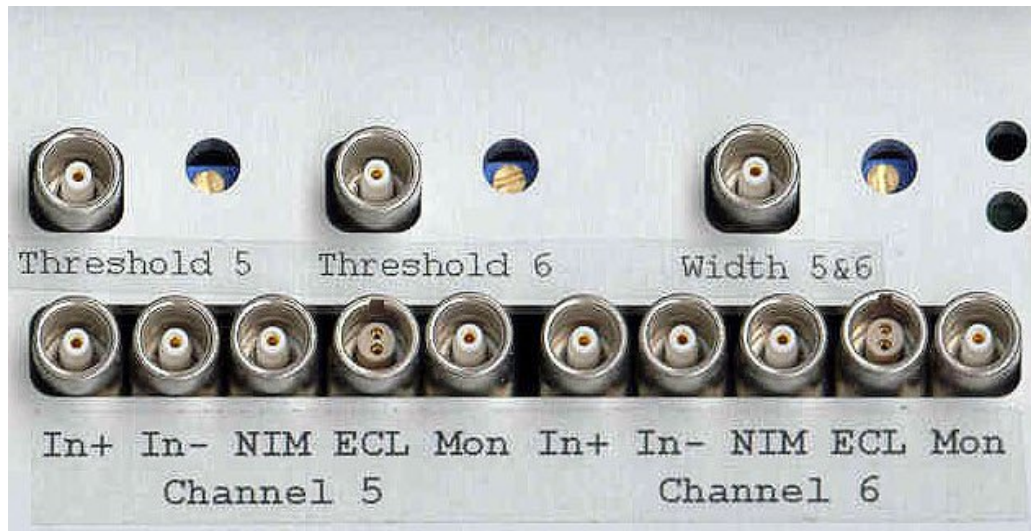 Threshold 5 Threshold 6 Width 5&6
In+ In- NIM ECL Mon In+ In- NIM ECL Mon
Channel 5 Channel 6